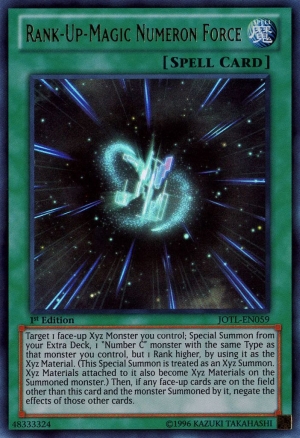 RANK-UP-MAGIC NUMERON FORCE
SPELL
[SPELL CARD]
1st Edition
JOTL-EN059
Target 1 face-up Xyz Monster you control; Special Summon from
your Extra Deck, 1 "Number C" monster with the same Type as
that monster you control, but 1 Rank higher, by using it as the
Xyz Material. (This Special Summon is treated as an Xyz Summon.
Xyz Materials attached to it also become Xyz Materials on the
Summoned monster.) Then, if any face-up cards are on the field
other than this card and the monster Summoned by it, negate the
effects of those other cards.
48333324
©1996 KAZUKI TAKAHASHI